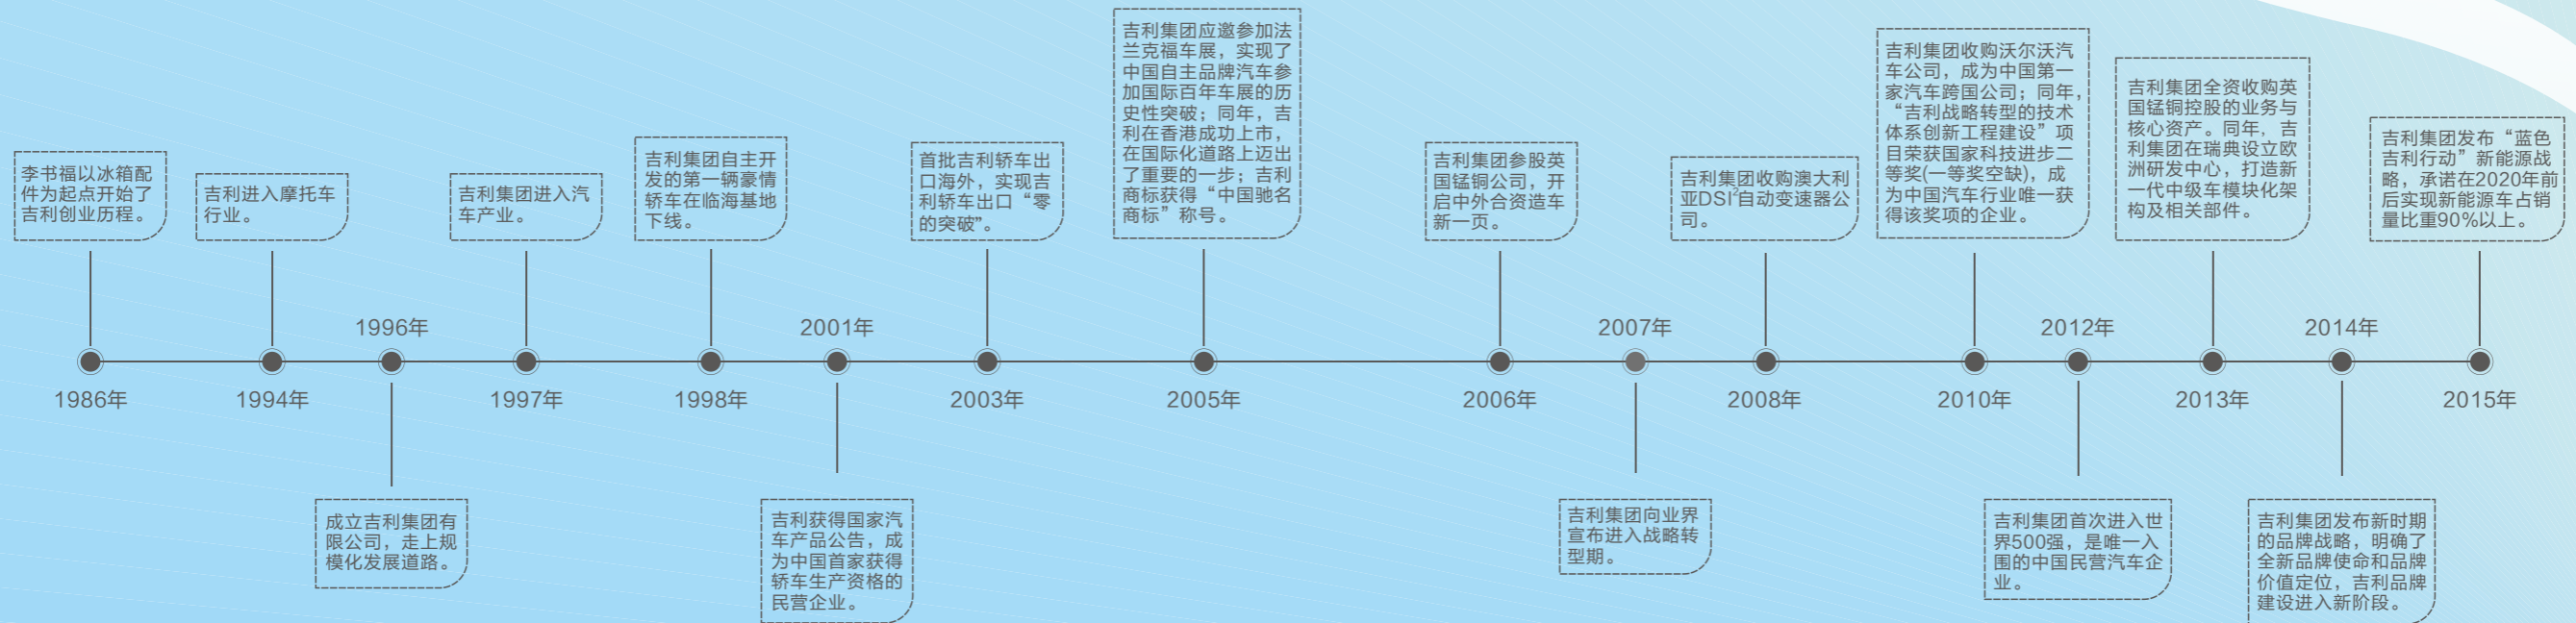 李书福以冰箱配
件为起点开始了
吉利创业历程。
1986年
吉利进入摩托车
行业。
1994年
1996年
成立吉利集团有
限公司，走上规
模化发展道路。
吉利集团进入汽
车产业。
1997年
吉利集团自主开
发的第一辆豪情
轿车在临海基地
下线。
1998年
2001年
吉利获得国家汽
车产品公告，成
为中国首家获得
轿车生产资格的
民营企业。
首批吉利轿车出
口海外，实现吉
利轿车出口“零
的突破”。
2003年
吉利集团应邀参加法
兰克福车展，实现了
中国自主品牌汽车参
加国际百年车展的历
史性突破；同年，吉
利在香港成功上市，
在国际化道路上迈出
了重要的一步；吉利
商标获得“中国驰名
商标”称号。
2005年
吉利集团参股英
国锰铜公司，开
启中外合资造车
新一页。
2006年
2007年
吉利集团向业界
宣布进入战略转
型期。
吉利集团收购澳大利
亚DSI自动变速器公
司。
2008年
吉利集团收购沃尔沃汽
车公司，成为中国第一
家汽车跨国公司；同年，
“吉利战略转型的技术
体系创新工程建设”项
目荣获国家科技进步二
等奖(一等奖空缺)，成
为中国汽车行业唯一获
得该奖项的企业。
2010年
2012年
吉利集团首次进入世
界500强，是唯一入
围的中国民营汽车企
业。
吉利集团全资收购英
国锰铜控股的业务与
核心资产。同年，吉
利集团在瑞典设立欧
洲研发中心，打造新
一代中级车模块化架
构及相关部件。
2013年
2014年
吉利集团发布新时期
的品牌战略，明确了
全新品牌使命和品牌
价值定位，吉利品牌
建设进入新阶段。
吉利集团发布“蓝色
吉利行动”新能源战
略，承诺在2020年前
后实现新能源车占销
量比重90%以上。
2015年